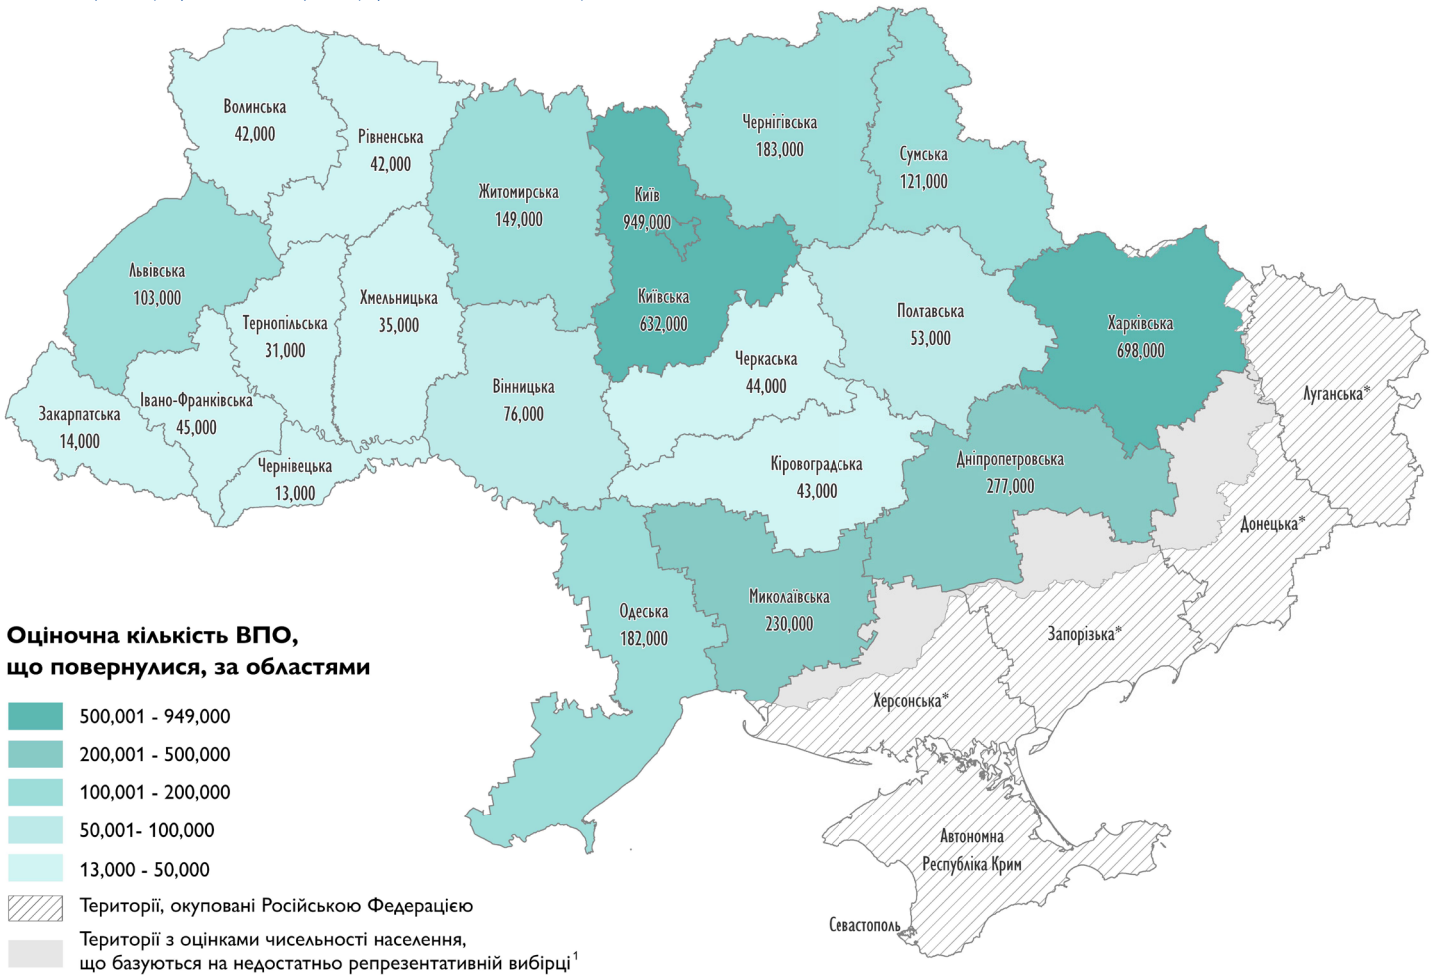 Волинська
42,000
Рівненська
42,000
Житомирська
149,000
Київ
949,000
Київська
632,000
Чернігівська
183,000
Сумська
121,000
Львівська
103,000
Тернопільська
31,000
Хмельницька
35,000
Полтавська
53,000
Харківська
698,000
Черкаська
44,000
Вінницька
76,000
Івано-Франківська
45,000
Закарпатська
14,000
Чернівецька
13,000
Кіровоградська
43,000
Дніпропетровська
277,000
Луганська*
Донецька*
Одеська
182,000
Миколаївська
230,000
Запорізька*
Херсонська*
Автономна
Республіка Крим
Севастополь
Оціночна кількість ВПО,
що повернулися, за областями
500,001 - 949,000
200,001 - 500,000
100,001 - 200,000
50,001- 100,000
13,000 - 50,000
Території, окуповані Російською Федерацією
Території з оцінками чисельності населення,
що базуються на недостатньо репрезентативній вибірці¹